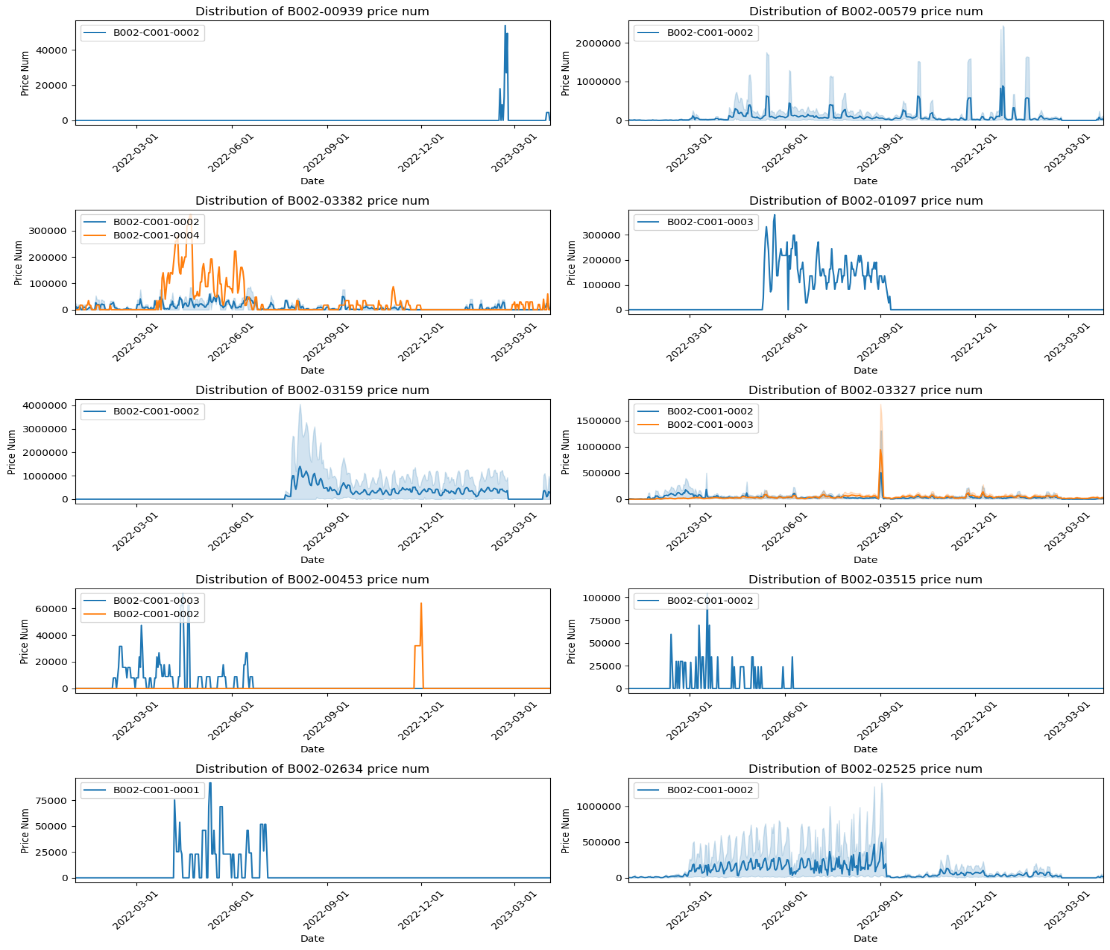 Distribution of B002-00939 price num
B002-C001-0002
Price Num
40000
20000
0
2022-03-01
2022-06-01
2022-09-01
2022-12-01
2023-03-01
Date
Distribution of B002-00579 price num
B002-C001-0002
Price Num
2000000
1000000
0
2022-03-01
2022-06-01
2022-09-01
2022-12-01
2023-03-01
Date
Distribution of B002-03382 price num
B002-C001-0002
B002-C001-0004
Price Num
300000
200000
100000
0
2022-03-01
2022-06-01
2022-09-01
2022-12-01
2023-03-01
Date
Distribution of B002-01097 price num
B002-C001-0003
Price Num
300000
200000
100000
0
2022-03-01
2022-06-01
2022-09-01
2022-12-01
2023-03-01
Date
Distribution of B002-03159 price num
B002-C001-0002
Price Num
4000000
3000000
2000000
1000000
0
2022-03-01
2022-06-01
2022-09-01
2022-12-01
2023-03-01
Date
Distribution of B002-03327 price num
B002-C001-0002
B002-C001-0003
Price Num
1500000
1000000
500000
0
2022-03-01
2022-06-01
2022-09-01
2022-12-01
2023-03-01
Date
Distribution of B002-00453 price num
B002-C001-0003
B002-C001-0002
Price Num
60000
40000
20000
0
2022-03-01
2022-06-01
2022-09-01
2022-12-01
2023-03-01
Date
Distribution of B002-03515 price num
B002-C001-0002
Price Num
100000
75000
50000
25000
0
2022-03-01
2022-06-01
2022-09-01
2022-12-01
2023-03-01
Date
Distribution of B002-02634 price num
B002-C001-0001
Price Num
75000
50000
25000
0
2022-03-01
2022-06-01
2022-09-01
2022-12-01
2023-03-01
Date
Distribution of B002-02525 price num
B002-C001-0002
Price Num
1000000
500000
0
2022-03-01
2022-06-01
2022-09-01
2022-12-01
2023-03-01
Date